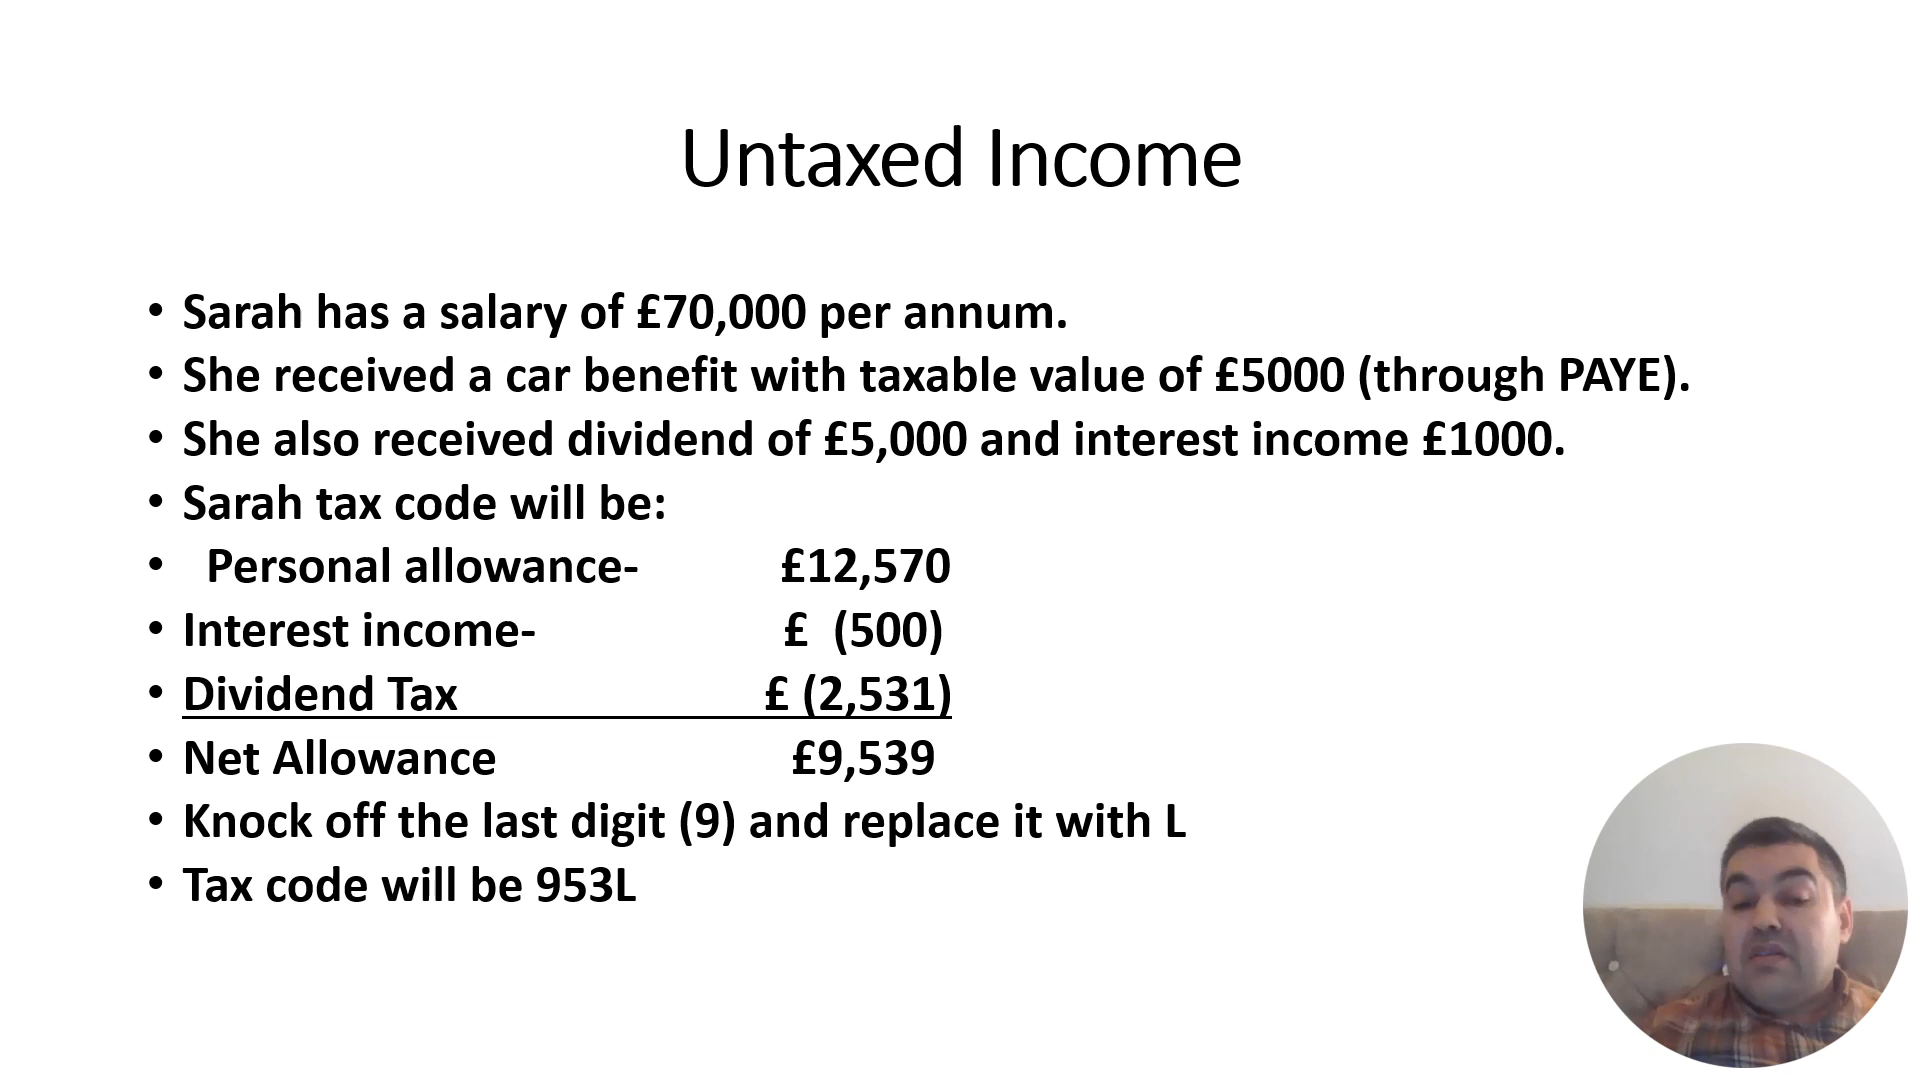 Untaxed Income
• Sarah has a salary of £70,000 per annum.
• She received a car benefit with taxable value of £5000 (through PAYE).
• She also received dividend of £5,000 and interest income £1000.
• Sarah tax code will be:
• Personal allowance- £12,570
• Interest income- £ (500)
• Dividend Tax £ (2,531)
• Net Allowance £9,539
• Knock off the last digit (9) and replace it with L
• Tax code will be 953L